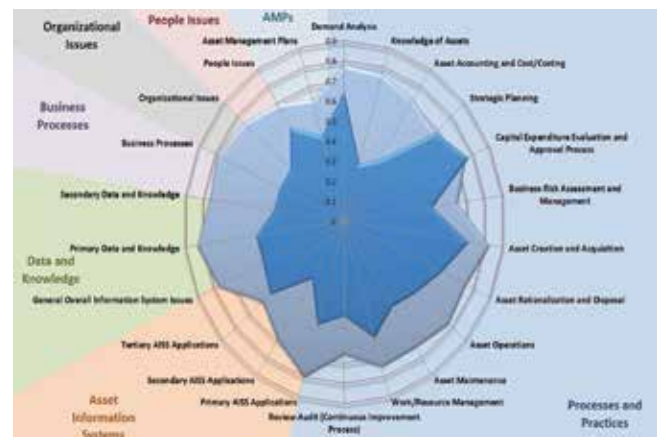 Organizational
Issues
People Issues
AMPs
Demand Analysis
Asset Management Plans
Knowledge of Assets
People Issues
Asset Accounting and Cost/Costing
Organizational Issues
Strategic Planning
Business
Processes
Business Processes
Capital Expenditure Evaluation and
Approval Process
Secondary Data and Knowledge
Business Risk Assessment and
Management
Primary Data and Knowledge
Asset Creation and Acquisition
Data and
Knowledge
General Overall Information System Issues
Asset Rationalisation and Disposal
Tertiary AISS Applications
Asset Operations
Secondary AISS Applications
Asset Maintenance
Primary AISS Applications
Work/Resource Management
Review Audit (Continuous Improvement
Process)
Asset
Information
Systems
Processes and
Practices
0.9
0.8
0.7
0.6
0.5
0.4
0.3
0.2
0.1
0